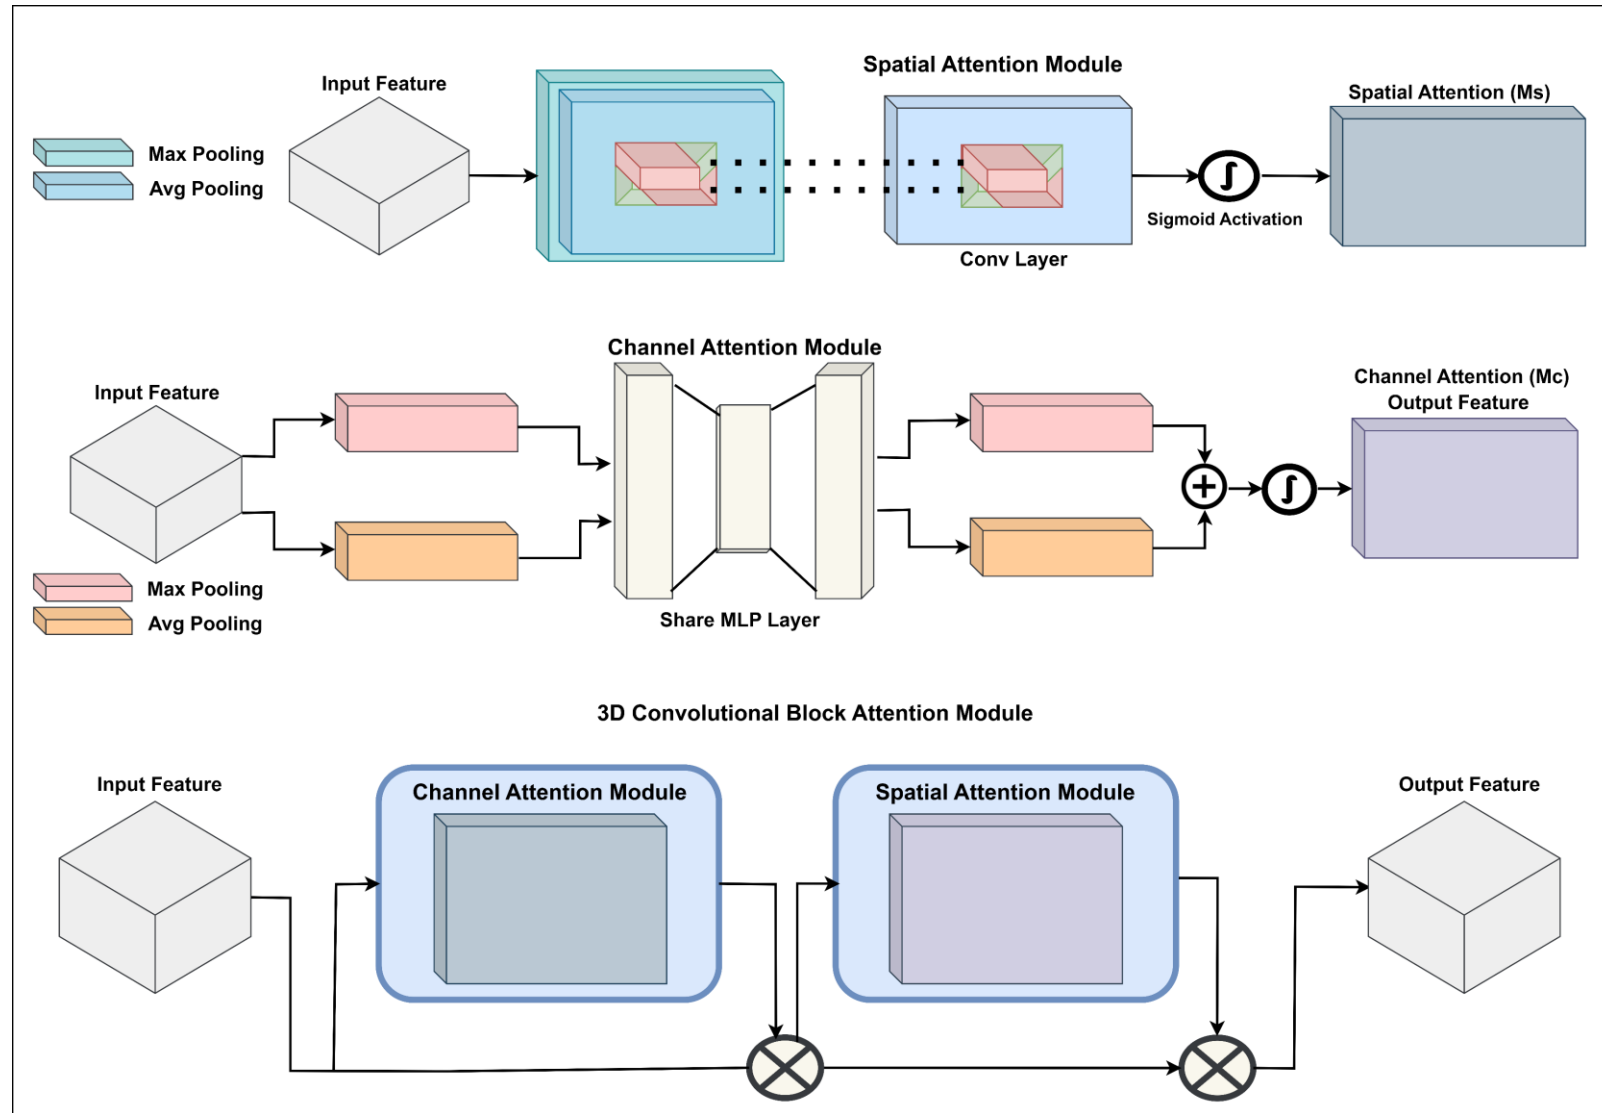 Spatial Attention Module
Input Feature
Spatial Attention (Ms)
Max Pooling
Avg Pooling
Sigmoid Activation
Conv Layer
Channel Attention Module
Input Feature
Channel Attention (Mc)
Output Feature
Max Pooling
Avg Pooling
Share MLP Layer
3D Convolutional Block Attention Module
Input Feature
Channel Attention Module
Spatial Attention Module
Output Feature